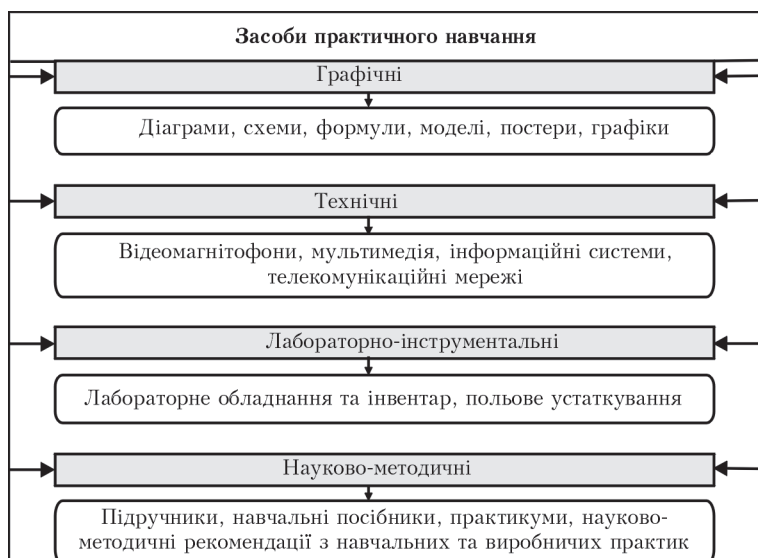 Засоби практичного навчання
Графічні
Діаграми, схеми, формули, моделі, постери, графіки
Технічні
Відеомагнітофони, мультимедія, інформаційні системи,
телекомунікаційні мережі
Лабораторно-інструментальні
Лабораторне обладнання та інвентар, польове устаткування
Науково-методичні
Підручники, навчальні посібники, практикуми, науково-
методичні рекомендації з навчальних та виробничих практик